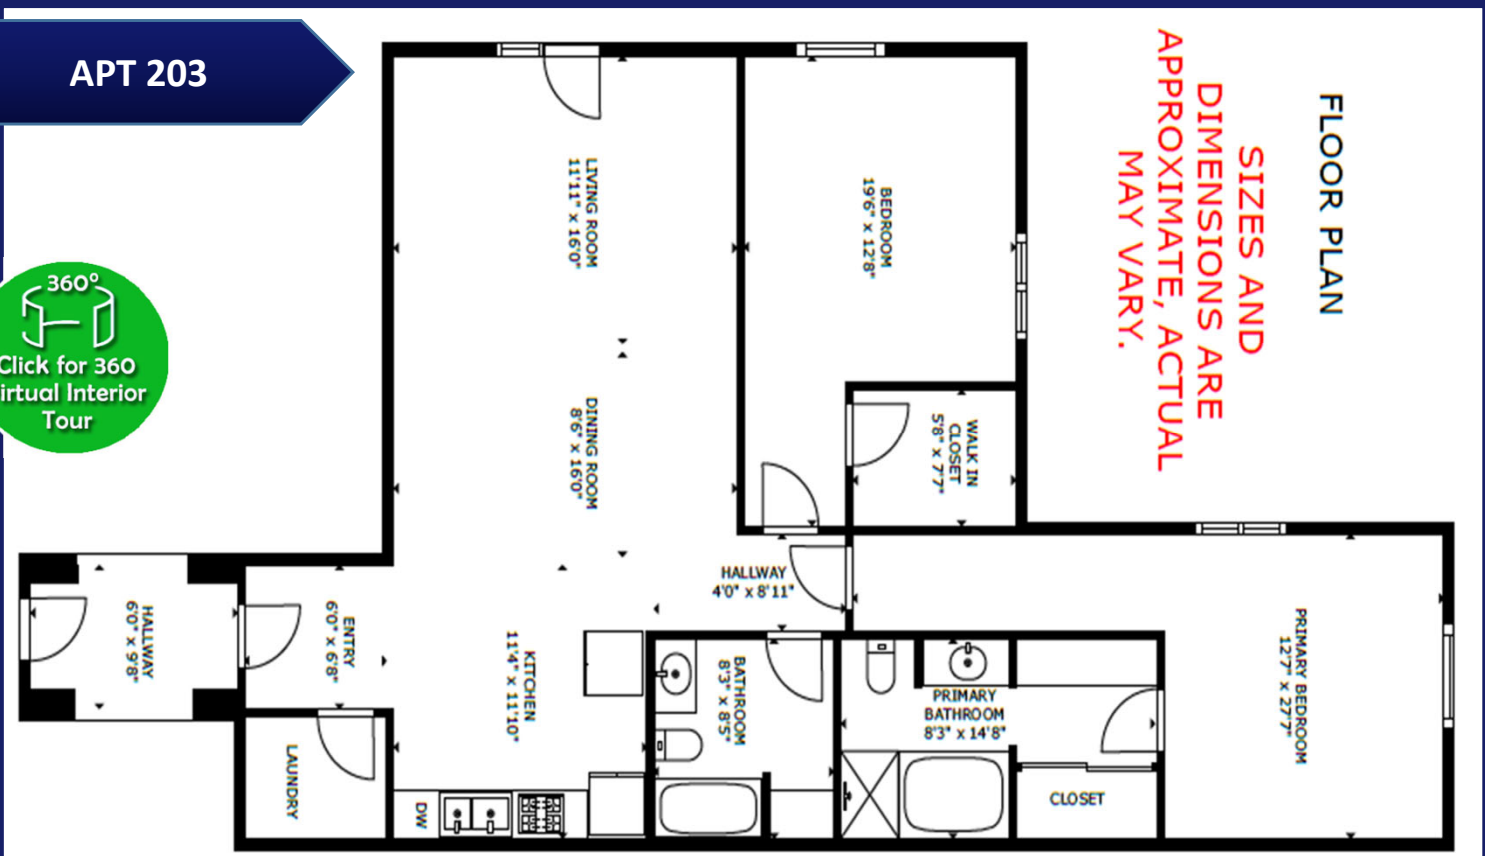 APT 203
FLOOR PLAN
SIZES AND
DIMENSIONS ARE
APPROXIMATE, ACTUAL
MAY VARY.
360°
Click for 360
irtual Interior
Tour
LIVING ROOM
11'11" x 16'0"
BEDROOM
19'6" x 12'8"
DINING ROOM
8'6" x 16'0"
WALK IN
CLOSET
5'8" x 7'7"
HALLWAY
4'0" x 8'11"
HALLWAY
6'0" x 9'8"
ENTRY
6'0" x 6'8"
KITCHEN
11'4" x 11'10"
BATHROOM
8'3" x 8'5"
PRIMARY
BATHROOM
8'3" x 14'8"
PRIMARY BEDROOM
12'7" x 27'7"
LAUNDRY
DW
CLOSET